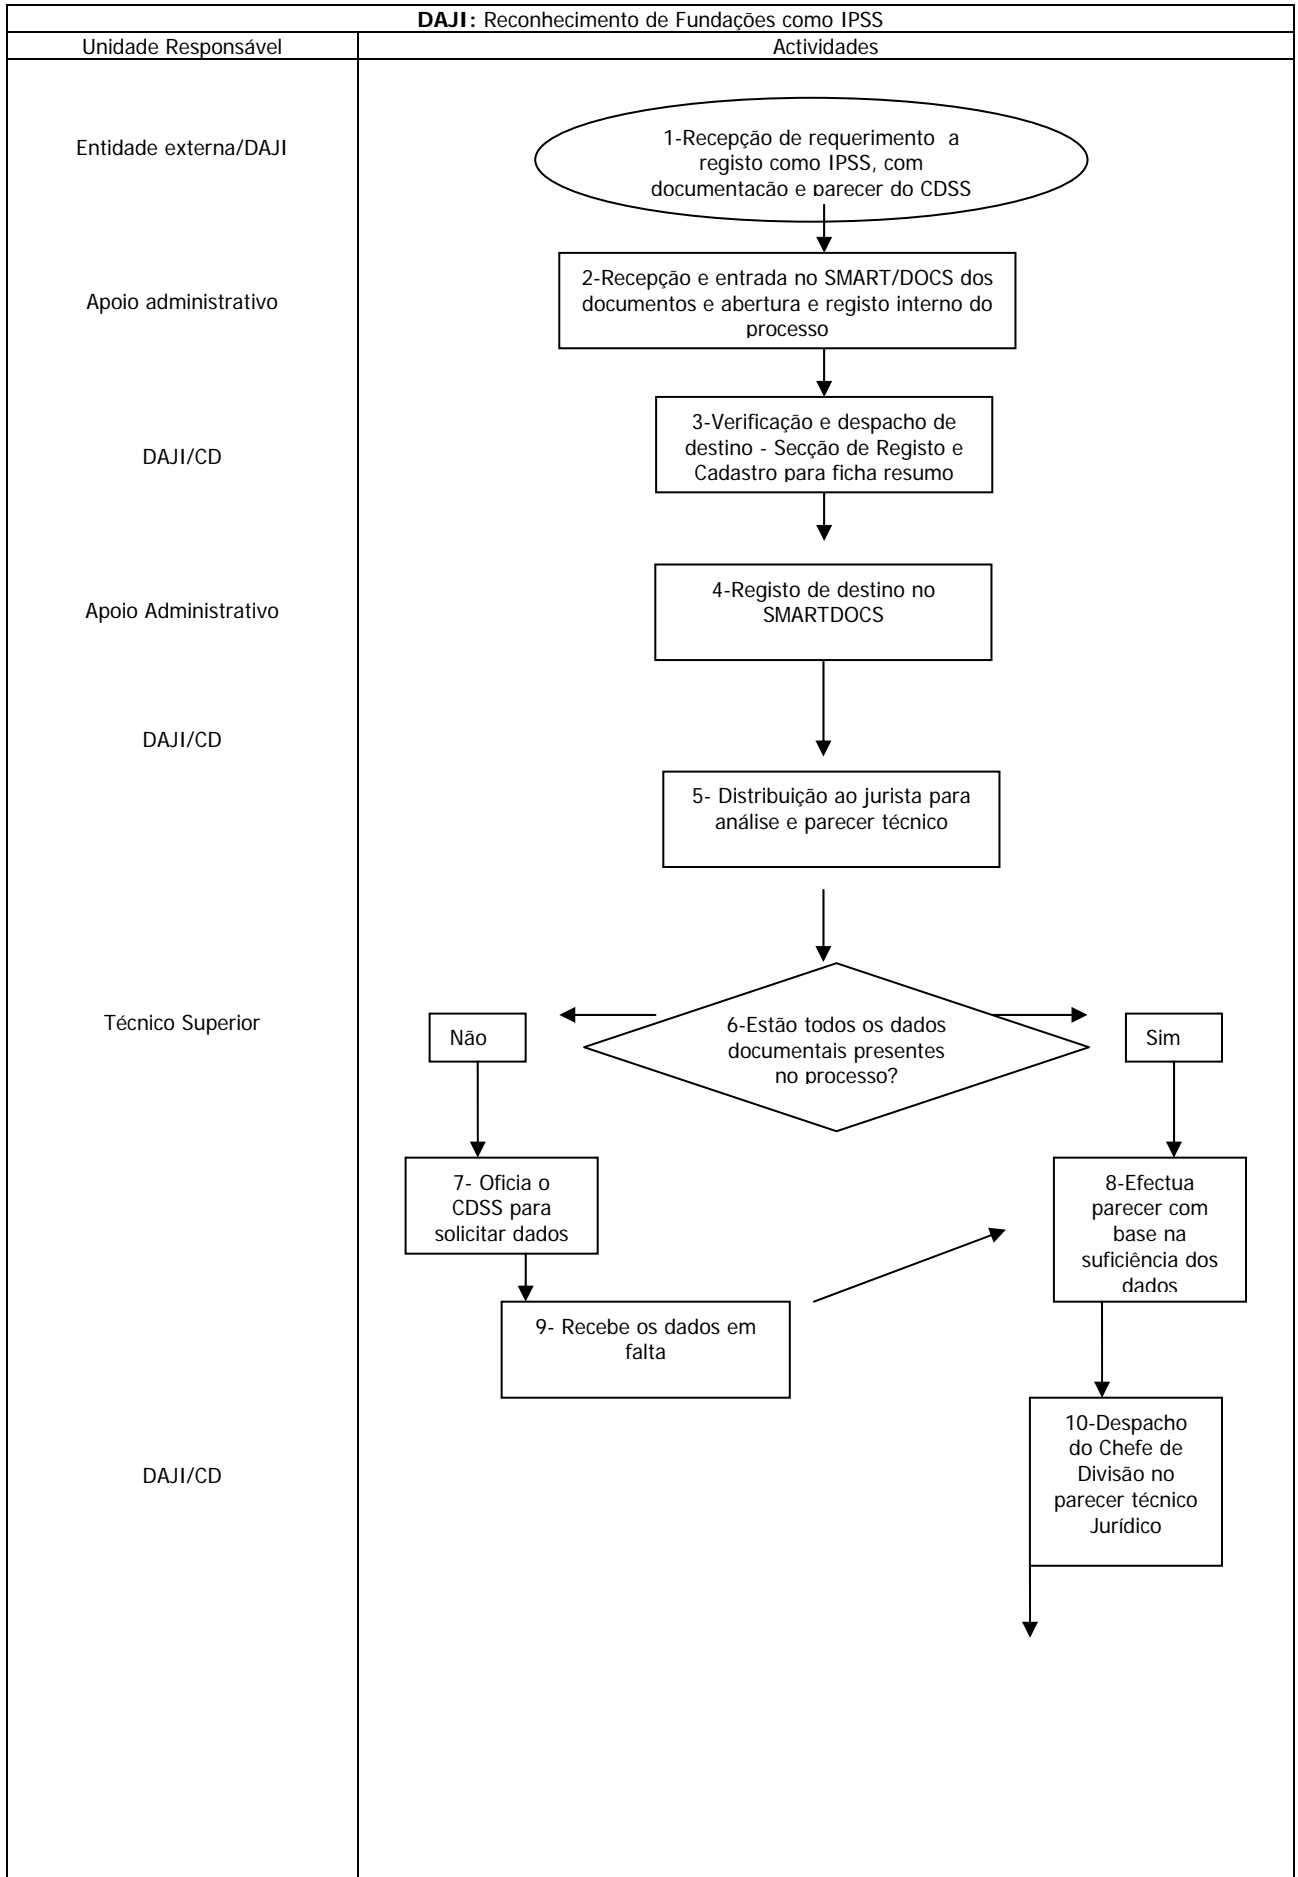 DAJI: Reconhecimento de Fundações como IPSS
Unidade Responsável
Actividades
Entidade externa/DAJI
1-Recepção de requerimento a
registo como IPSS, com
documentação e parecer do CDSS
Apoio administrativo
2-Recepção e entrada no SMART/DOCS dos
documentos e abertura e registo interno do
processo
DAJI/CD
3-Verificação e despacho de
destino - Secção de Registo e
Cadastro para ficha resumo
Apoio Administrativo
4-Registo de destino no
SMARTDOCS
DAJI/CD
5- Distribuição ao jurista para
análise e parecer técnico
Técnico Superior
Não
6-Estão todos os dados
documentais presentes
no processo?
Sim
7- Oficia o
CDSS para
solicitar dados
8-Efectua
parecer com
base na
suficiência dos
dados
9- Recebe os dados em
falta
DAJI/CD
10-Despacho
do Chefe de
Divisão no
parecer técnico
Jurídico